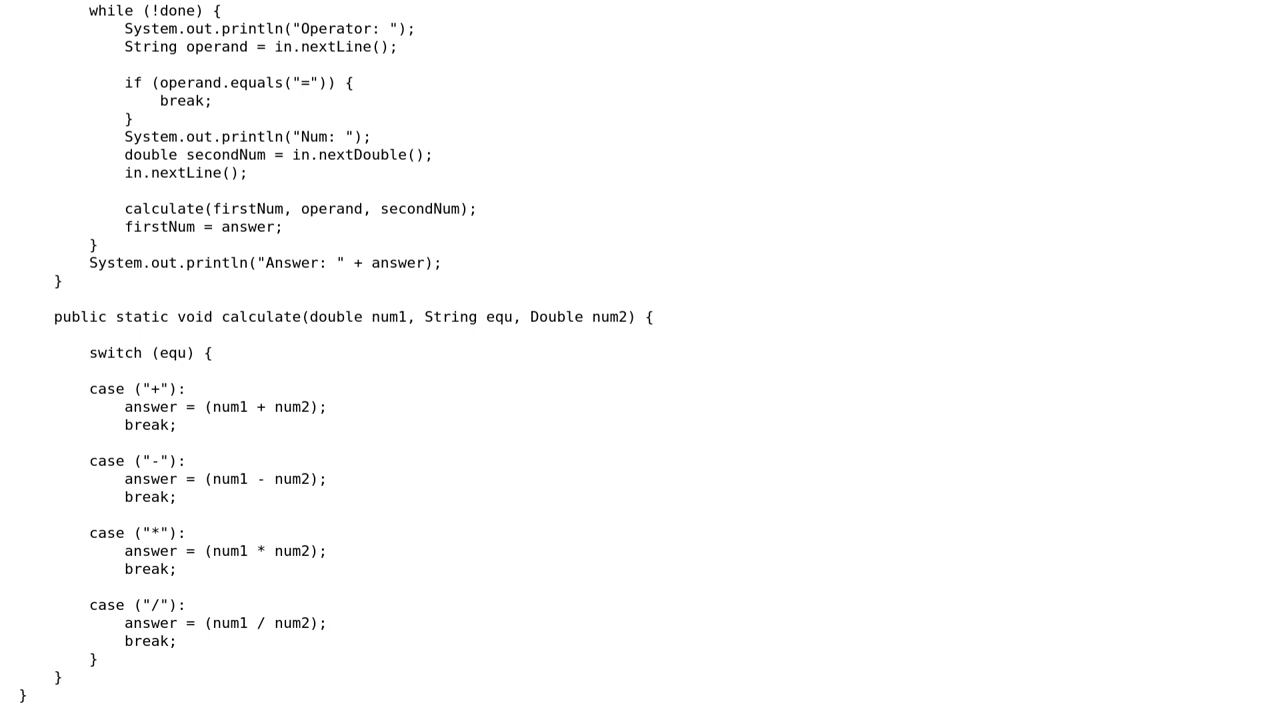 while (!done) {
System.out.println("Operator: ");
String operand = in.nextLine();
if (operand.equals("=")) {
break;
}
System.out.println("Num: ");
double secondNum = in.nextDouble();
in.nextLine();
calculate(firstNum, operand, secondNum);
firstNum = answer;
}
System.out.println("Answer: " + answer);
}
public static void calculate(double num1, String equ, Double num2) {
switch (equ) {
case ("+"):
answer = (num1 + num2);
break;
case ("-"):
answer = (num1 - num2);
break;
case ("*"):
answer = (num1 * num2);
break;
case ("/"):
answer = (num1 / num2);
break;
}
}
}